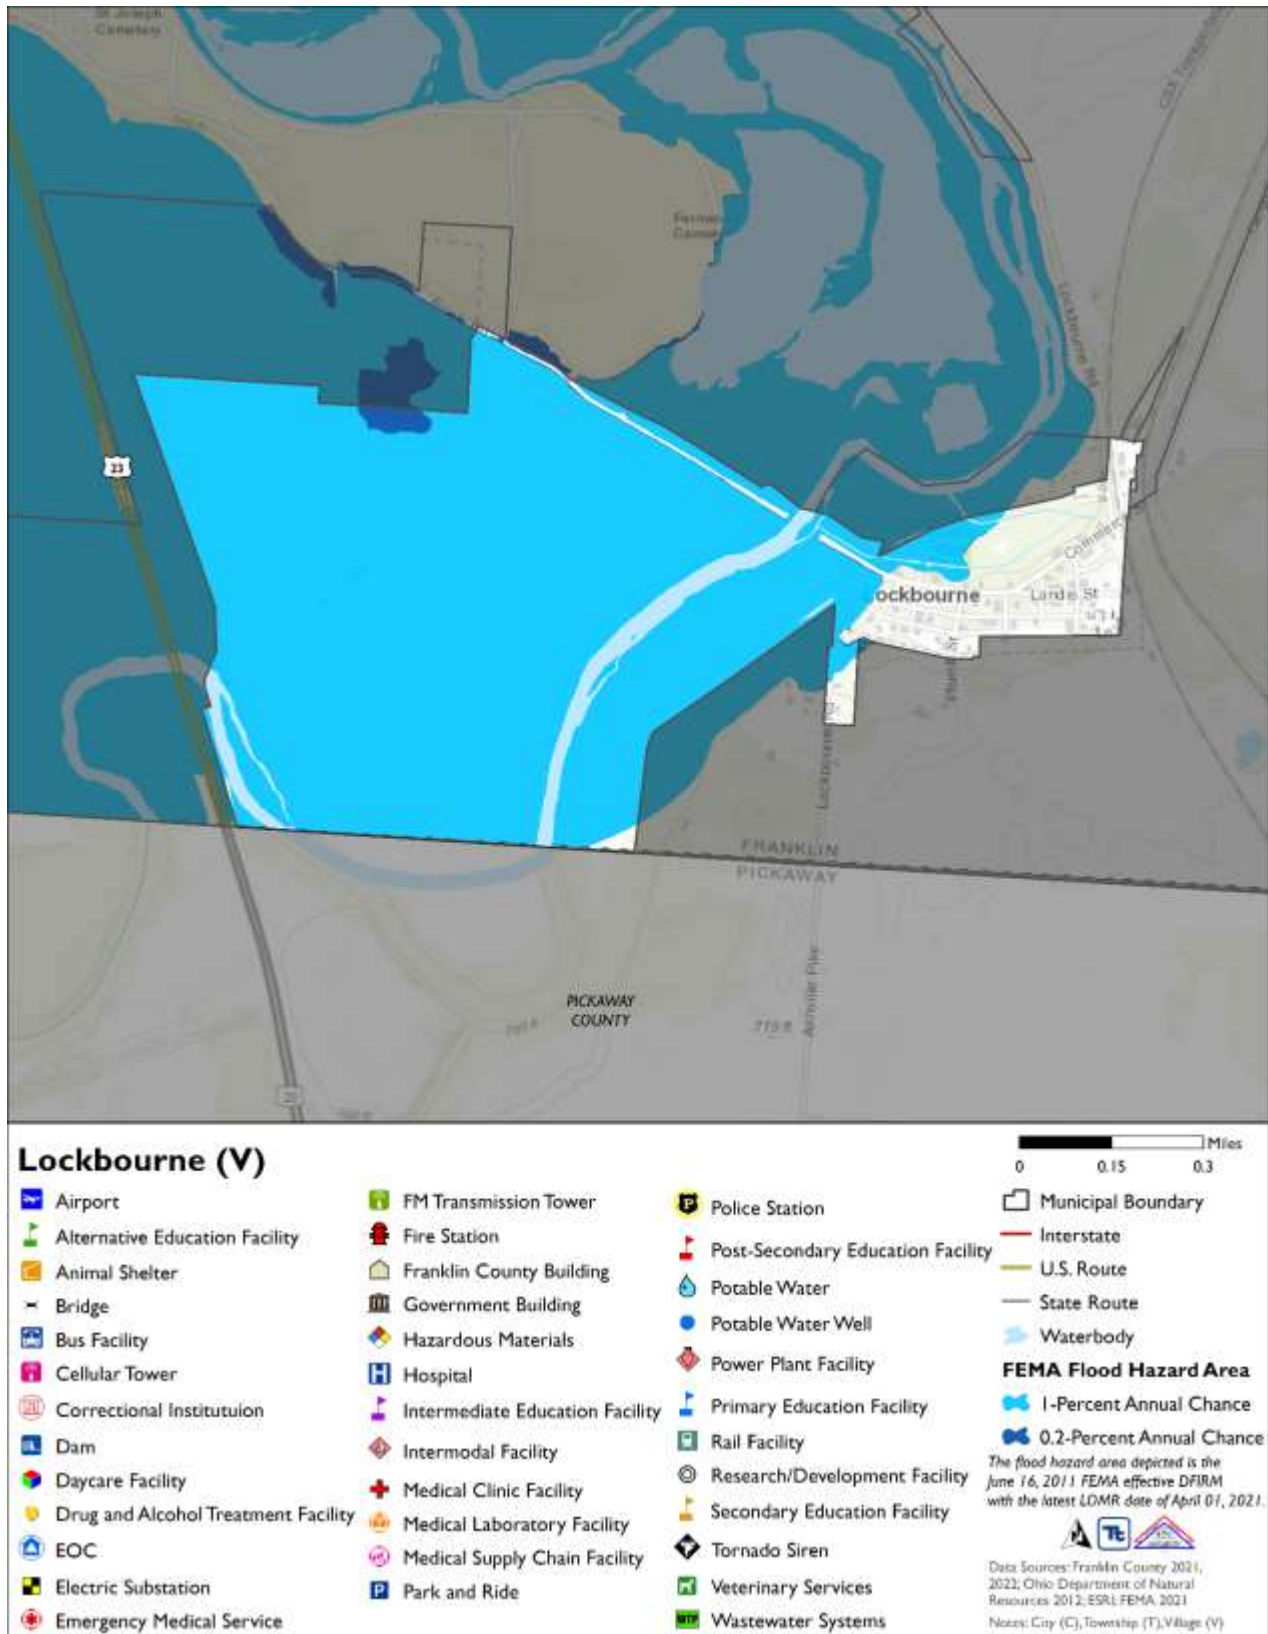 St Joseph
Cemetery
Lockbourne Rd
23
Lockbourne
Landis St
FRANKLIN
PICKAWAY
PICKAWAY
COUNTY
Lockbourne (V)
Airport
Alternative Education Facility
Animal Shelter
Bridge
Bus Facility
Cellular Tower
Correctional Institutuion
Dam
Daycare Facility
Drug and Alcohol Treatment Facility
EOC
Electric Substation
Emergency Medical Service
FM Transmission Tower
Fire Station
Franklin County Building
Government Building
Hazardous Materials
Hospital
Intermediate Education Facility
Intermodal Facility
Medical Clinic Facility
Medical Laboratory Facility
Medical Supply Chain Facility
Park and Ride
Police Station
Post-Secondary Education Facility
Potable Water
Potable Water Well
Power Plant Facility
Primary Education Facility
Rail Facility
Research/Development Facility
Secondary Education Facility
Tornado Siren
Veterinary Services
Wastewater Systems
Miles
0 0.15 0.3
Municipal Boundary
Interstate
U.S. Route
State Route
Waterbody
FEMA Flood Hazard Area
1-Percent Annual Chance
0.2-Percent Annual Chance
The flood hazard area depicted is the
June 16, 2011 FEMA effective DFIRM
with the latest LOMR date of April 01, 2021.
Data Sources: Franklin County 2021,
2022; Ohio Department of Natural
Resources 2012; ESRI; FEMA 2021
Notes: City (C), Township (T), Village (V)